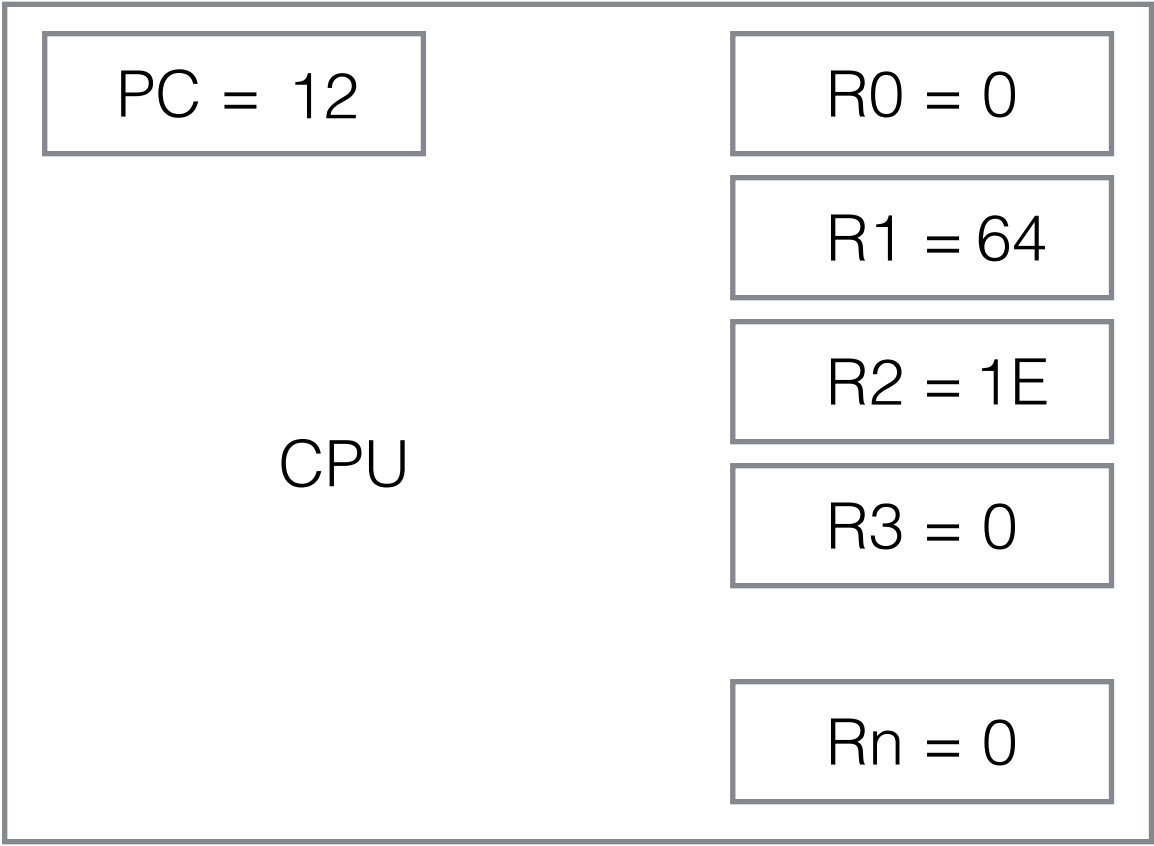 PC = 12
R0 = 0
R1 = 64
R2 = 1E
R3 = 0
CPU
Rn = 0